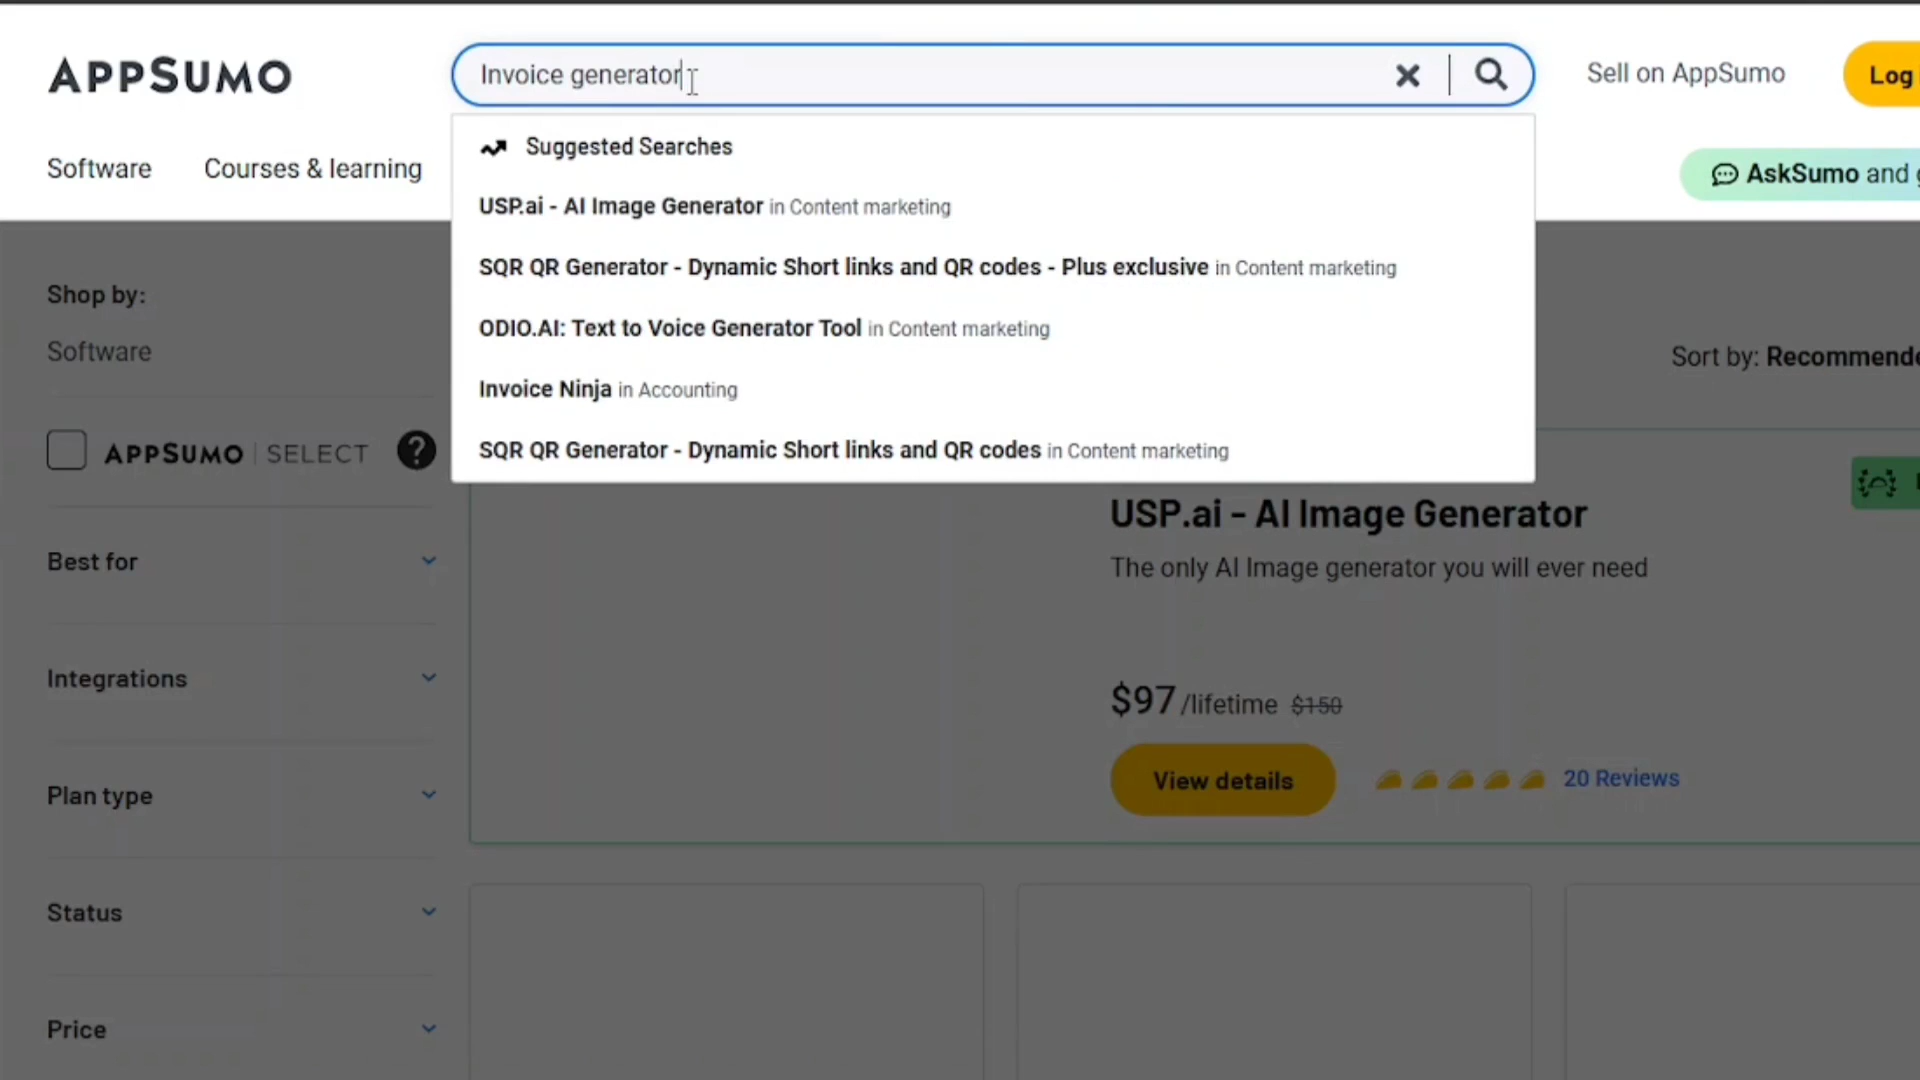 APPSUMO
Invoice generator
Sell on AppSumo
Log
Software
Courses & learning
AskSumo and g
Suggested Searches
USP.ai - AI Image Generator in Content marketing
SQR QR Generator - Dynamic Short links and QR codes - Plus exclusive in Content marketing
ODIO.AI: Text to Voice Generator Tool in Content marketing
Invoice Ninja in Accounting
SQR QR Generator - Dynamic Short links and QR codes in Content marketing
Shop by:
Software
APPSUMO | SELECT ?
Best for
Integrations
Plan type
Status
Price
Sort by: Recommende
USP.ai - AI Image Generator
The only AI Image generator you will ever need
$97 /lifetime $150
View details
20 Reviews